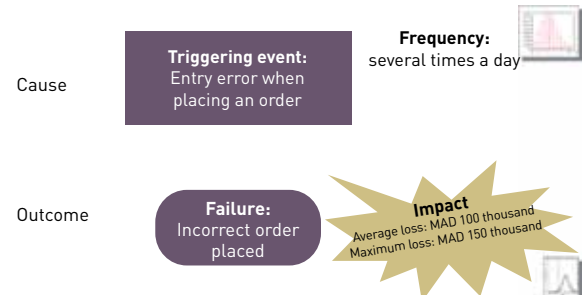 Frequency:
several times a day
Triggering event:
Entry error when
placing an order
Cause
Outcome
Failure:
Incorrect order
placed
Impact
Average loss: MAD 100 thousand
Maximum loss: MAD 150 thousand